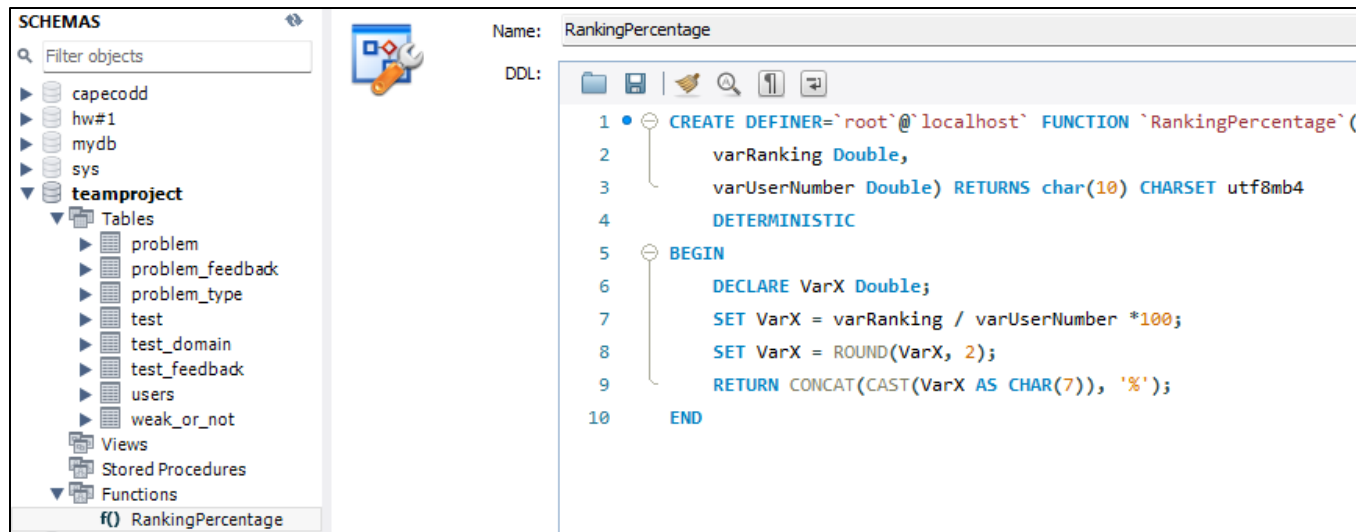 SCHEMAS
Filter objects
capecodd
hw#1
mydb
sys
teamproject
Tables
problem
problem_feedback
problem_type
test
test_domain
test_feedback
users
weak_or_not
Views
Stored Procedures
Functions
f() RankingPercentage
Name: RankingPercentage
DDL:
1 CREATE DEFINER=`root`@`localhost` FUNCTION `RankingPercentage`(
2 varRanking Double,
3 varUserNumber Double) RETURNS char(10) CHARSET utf8mb4
4 DETERMINISTIC
5 BEGIN
6 DECLARE VarX Double;
7 SET VarX = varRanking / varUserNumber *100;
8 SET VarX = ROUND(VarX, 2);
9 RETURN CONCAT(CAST(VarX AS CHAR(7)), '%');
10 END